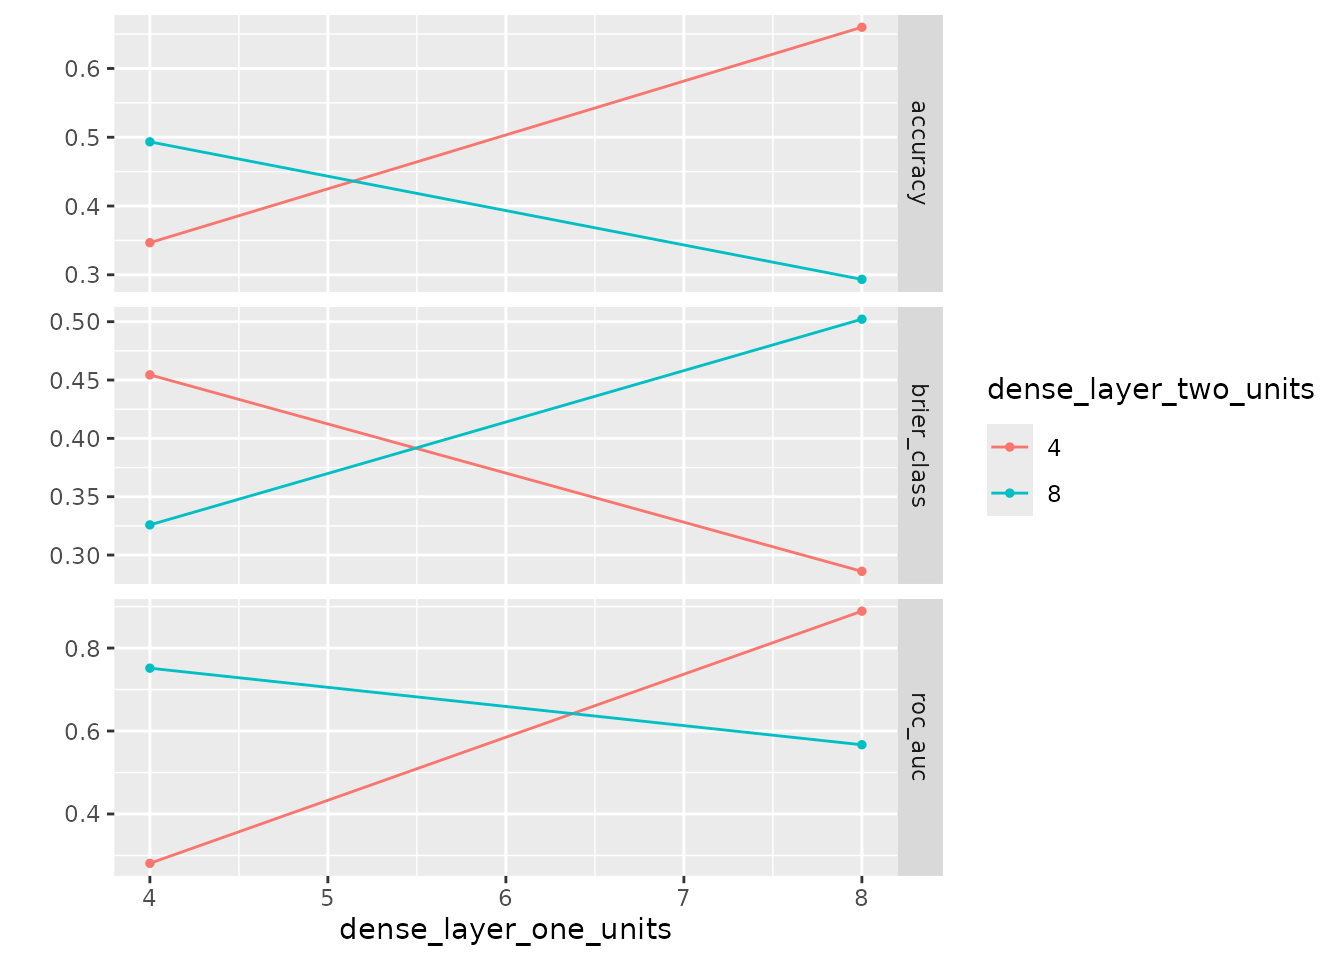 0.6
0.5
0.4
0.3
accuracy
0.50
0.45
0.40
0.35
0.30
brier_class
0.8
0.6
0.4
roc_auc
4 5 6 7 8
dense_layer_one_units
dense_layer_two_units
4
8